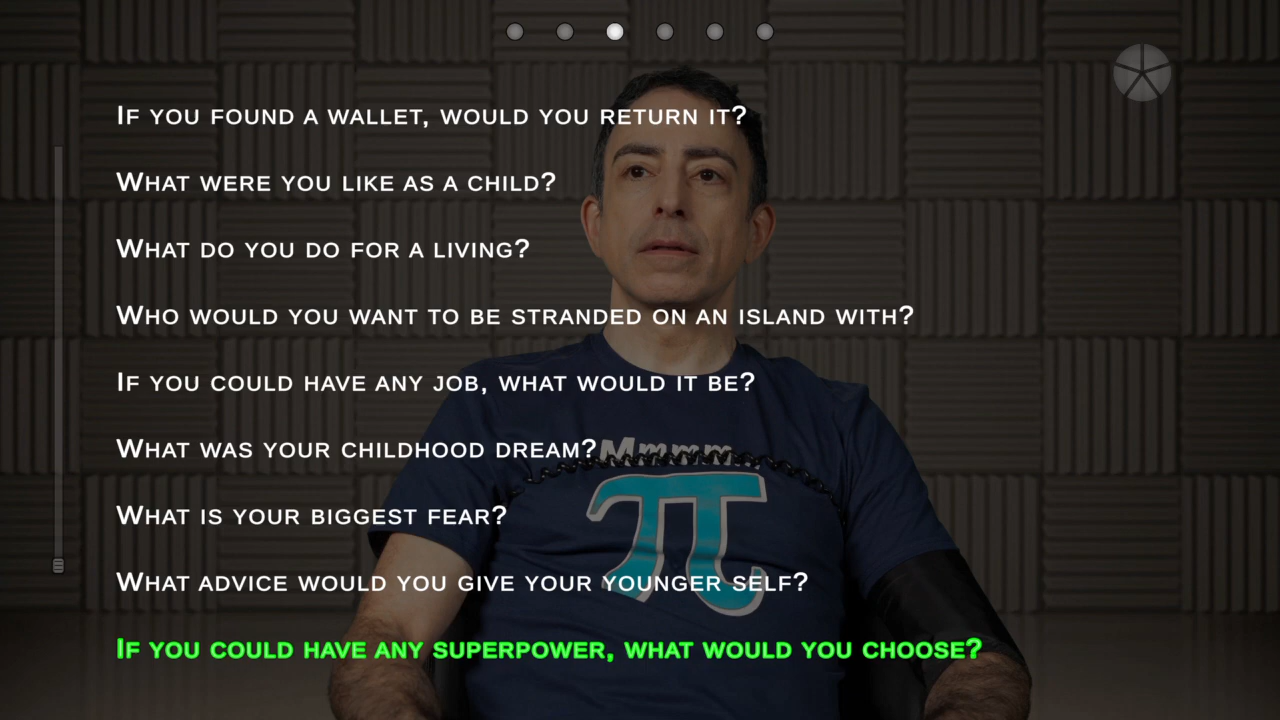 If you found a wallet, would you return it?
What were you like as a child?
What do you do for a living?
Who would you want to be stranded on an island with?
If you could have any job, what would it be?
What was your childhood dream?
Mmmm...
π
What is your biggest fear?
What advice would you give your younger self?
If you could have any superpower, what would you choose?